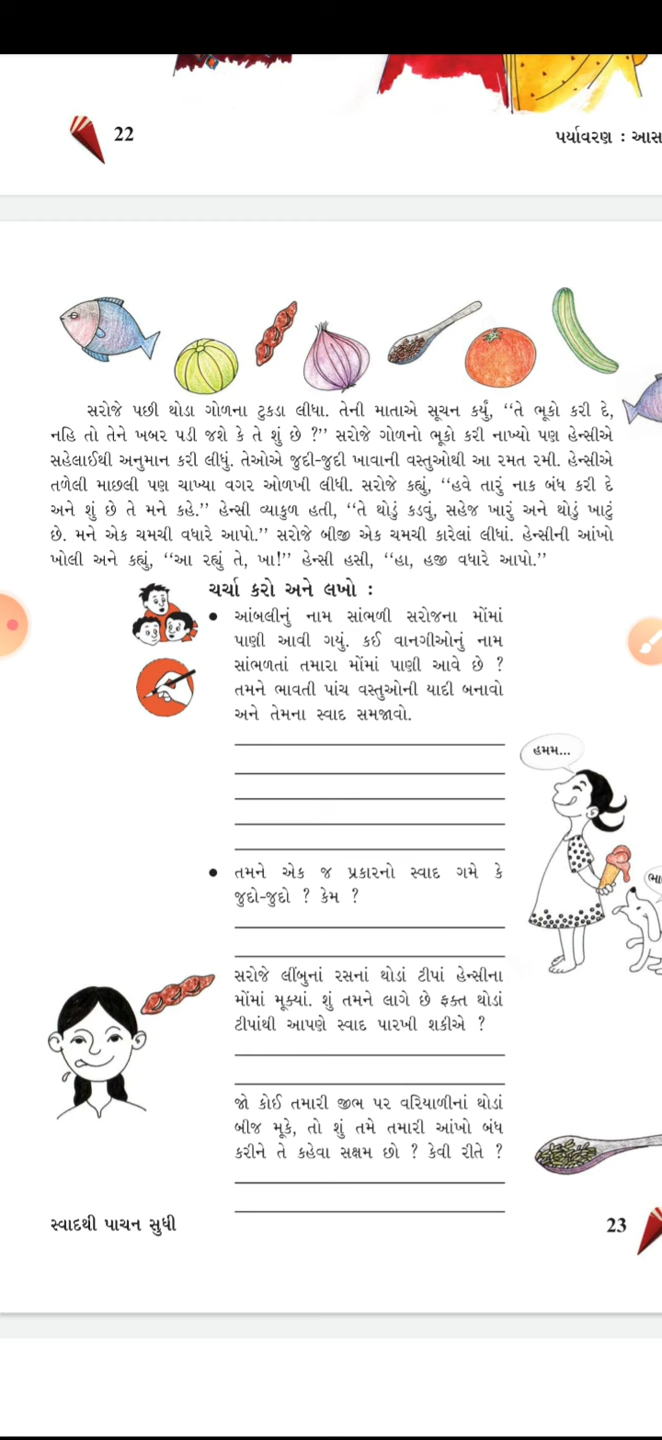 22
પર્યાવરણ : આસ
સરોજે પછી થોડા ગોળના ટુકડા લીધા. તેની માતાએ સૂચન કર્યું, ‘‘તે ભૂકો કરી દે,
નહિ તો તેને ખબર પડી જશે કે તે શું છે ?’’ સરોજે ગોળનો ભૂકો કરી નાખ્યો પણ હેન્સીએ
સહેલાઈથી અનુમાન કરી લીધું. તેઓએ જુદી-જુદી ખાવાની વસ્તુઓથી આ રમત રમી. હેન્સીએ
તળેલી માછલી પણ ચાખ્યા વગર ઓળખી લીધી. સરોજે કહ્યું, ‘‘હવે તારું નાક બંધ કરી દે
અને શું છે તે મને કહે.’’ હેન્સી વ્યાકુળ હતી, ‘‘તે થોડું કડવું, સહેજ ખારું અને થોડું ખાટું
છે. મને એક ચમચી વધારે આપો.’’ સરોજે બીજી એક ચમચી કારેલાં લીધાં. હેન્સીની આંખો
ખોલી અને કહ્યું, ‘‘આ રહ્યું તે, ખા!’’ હેન્સી હસી, ‘‘હા, હજી વધારે આપો.’’
ચર્ચા કરો અને લખો :
• આંબલીનું નામ સાંભળી સરોજના મોંમાં
પાણી આવી ગયું. કઈ વાનગીઓનું નામ
સાંભળતાં તમારા મોંમાં પાણી આવે છે ?
તમને ભાવતી પાંચ વસ્તુઓની યાદી બનાવો
અને તેમના સ્વાદ સમજાવો.
હમમ...
• તમને એક જ પ્રકારનો સ્વાદ ગમે કે
જુદો-જુદો ? કેમ ?
સરોજે લીંબુનાં રસનાં થોડાં ટીપાં હેન્સીના
મોંમાં મૂક્યાં. શું તમને લાગે છે ફક્ત થોડાં
ટીપાંથી આપણે સ્વાદ પારખી શકીએ ?
જો કોઈ તમારી જીભ પર વરિયાળીનાં થોડાં
બીજ મૂકે, તો શું તમે તમારી આંખો બંધ
કરીને તે કહેવા સક્ષમ છો ? કેવી રીતે ?
સ્વાદથી પાચન સુધી
23